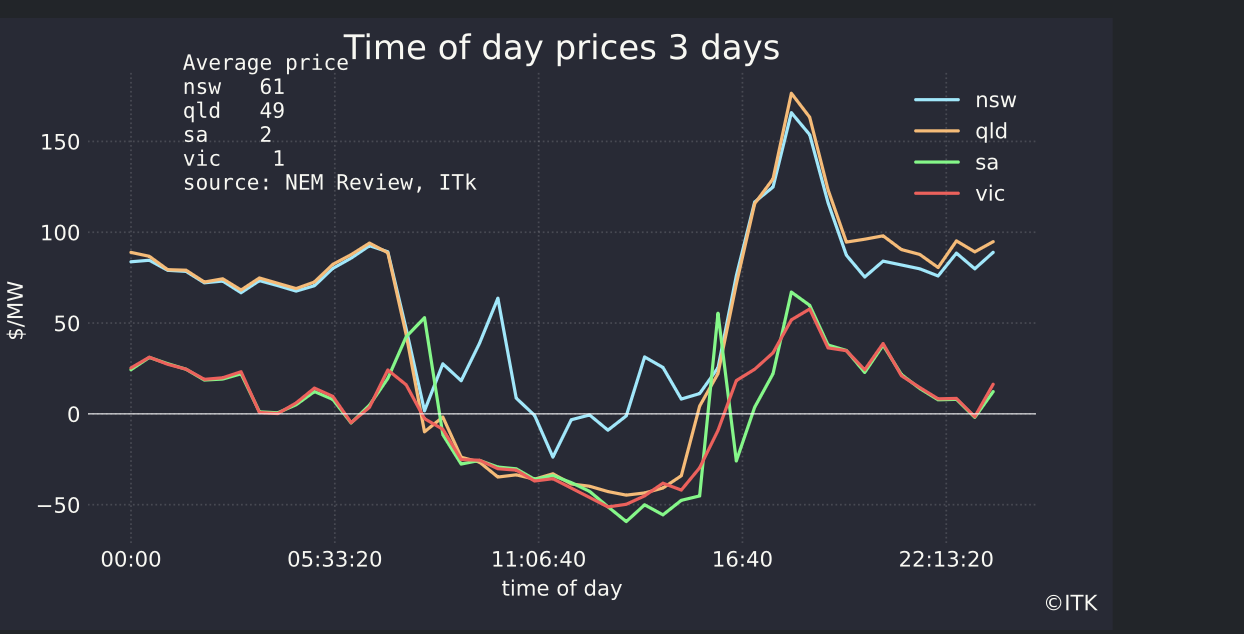 Time of day prices 3 days
Average price
nsw 61
qld 49
sa 2
vic 1
source: NEM Review, ITk
nsw
qld
sa
vic
150
100
50
0
−50
$/MW
00:00 05:33:20 11:06:40 16:40 22:13:20
time of day
©ITK